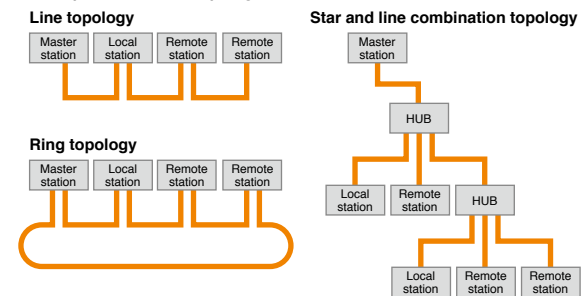 Line topology
Master station
Local station
Remote station
Remote station
Ring topology
Master station
Local station
Remote station
Remote station
Star and line combination topology
Master station
HUB
Local station
Remote station
HUB
Local station
Remote station
Remote station